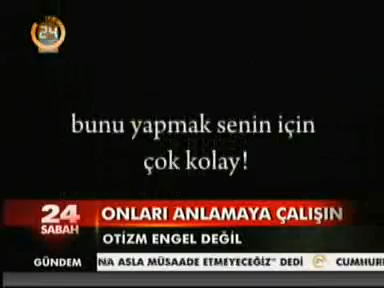 24
bunu yapmak senin için
çok kolay!
24 ONLARI ANLAMAYA ÇALIŞIN
SABAH
OTİZM ENGEL DEĞİL
GÜNDEM NA ASLA MÜSAADE ETMEYECEĞİZ" DEDİ CUMHUR